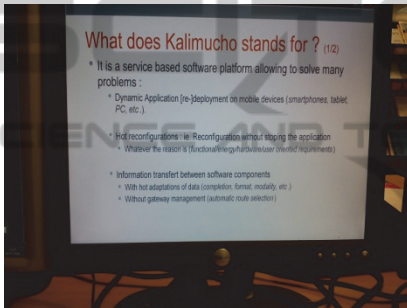 What does Kalimucho stands for ? (1/2)
It is a service based software platform allowing to solve many
problems :
Dynamic Application [re-]deployment on mobile devices (smartphones, tablet,
PC, etc.).
Hot reconfigurations : ie. Reconfiguration without stoping the application
Whatever the reason is (functional/energy/hardware/user oriented requirements)
Information transfert between software components
With hot adaptations of data (completion, format, modality, etc.)
Without gateway management (automatic route selection)
SCIENCE AND TE